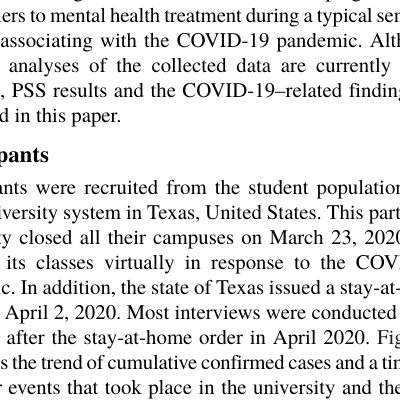 iers to mental health treatment during a typical sem
associating with the COVID-19 pandemic. Alth
analyses of the collected data are currently
, PSS results and the COVID-19–related finding
d in this paper.
pants
ants were recruited from the student population
iversity system in Texas, United States. This part
ty closed all their campuses on March 23, 2020
its classes virtually in response to the COVI
ic. In addition, the state of Texas issued a stay-at-
April 2, 2020. Most interviews were conducted
after the stay-at-home order in April 2020. Fig
s the trend of cumulative confirmed cases and a tim
r events that took place in the university and the